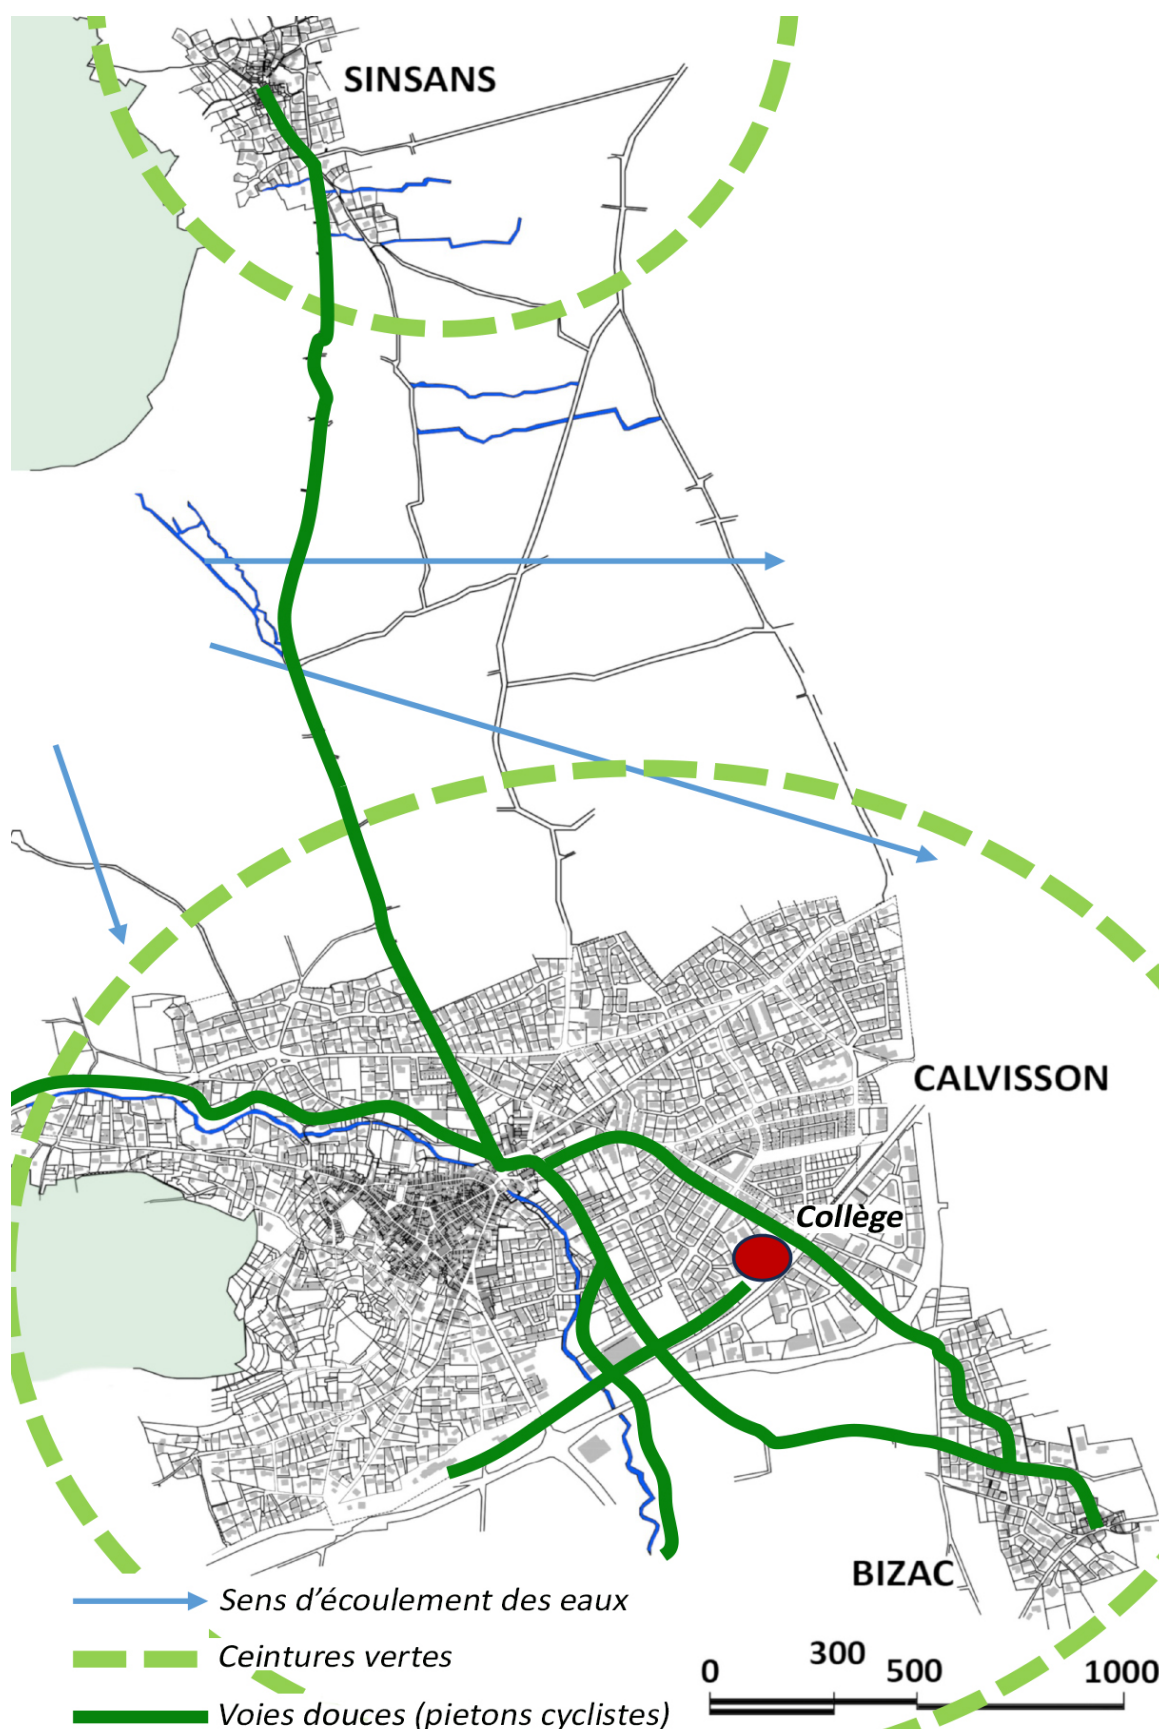 SINSANS
CALVISSON
Collège
BIZAC
Sens d'écoulement des eaux
Ceintures vertes
Voies douces (pietons cyclistes)
0 300 500 1000